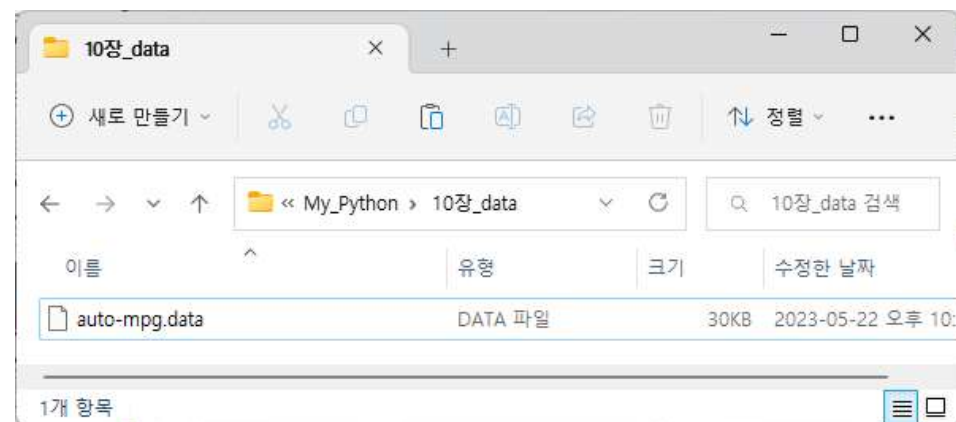 10장_data
새로 만들기
정렬
« My_Python › 10장_data
10장_data 검색
이름 유형 크기 수정한 날짜
auto-mpg.data DATA 파일 30KB 2023-05-22 오후 10:
1개 항목